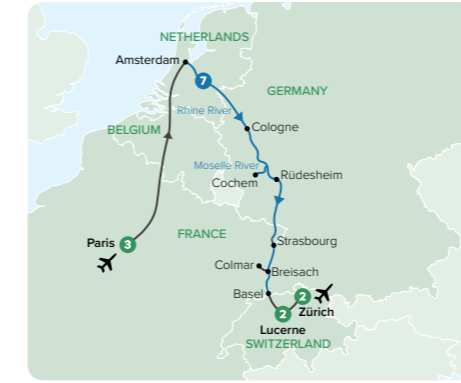 NETHERLANDS
Amsterdam
7
GERMANY
Rhine River
BELGIUM
Cologne
Moselle River
Cochem
Rüdesheim
FRANCE
Paris 3
Strasbourg
Colmar
Breisach
Basel
2
Zürich
2
Lucerne
SWITZERLAND